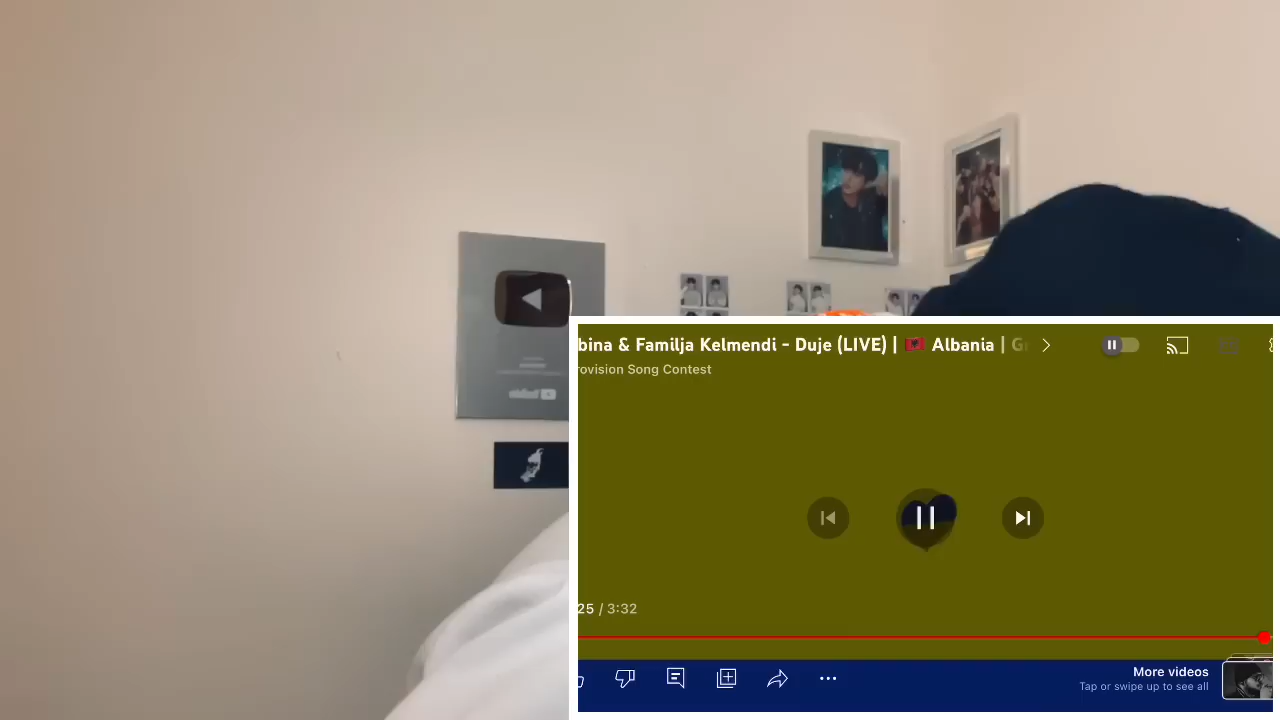 bina & Familja Kelmendi - Duje (LIVE) | 🇦🇱 Albania | Gr
rovision Song Contest
25 / 3:32
More videos
Tap or swipe up to see all